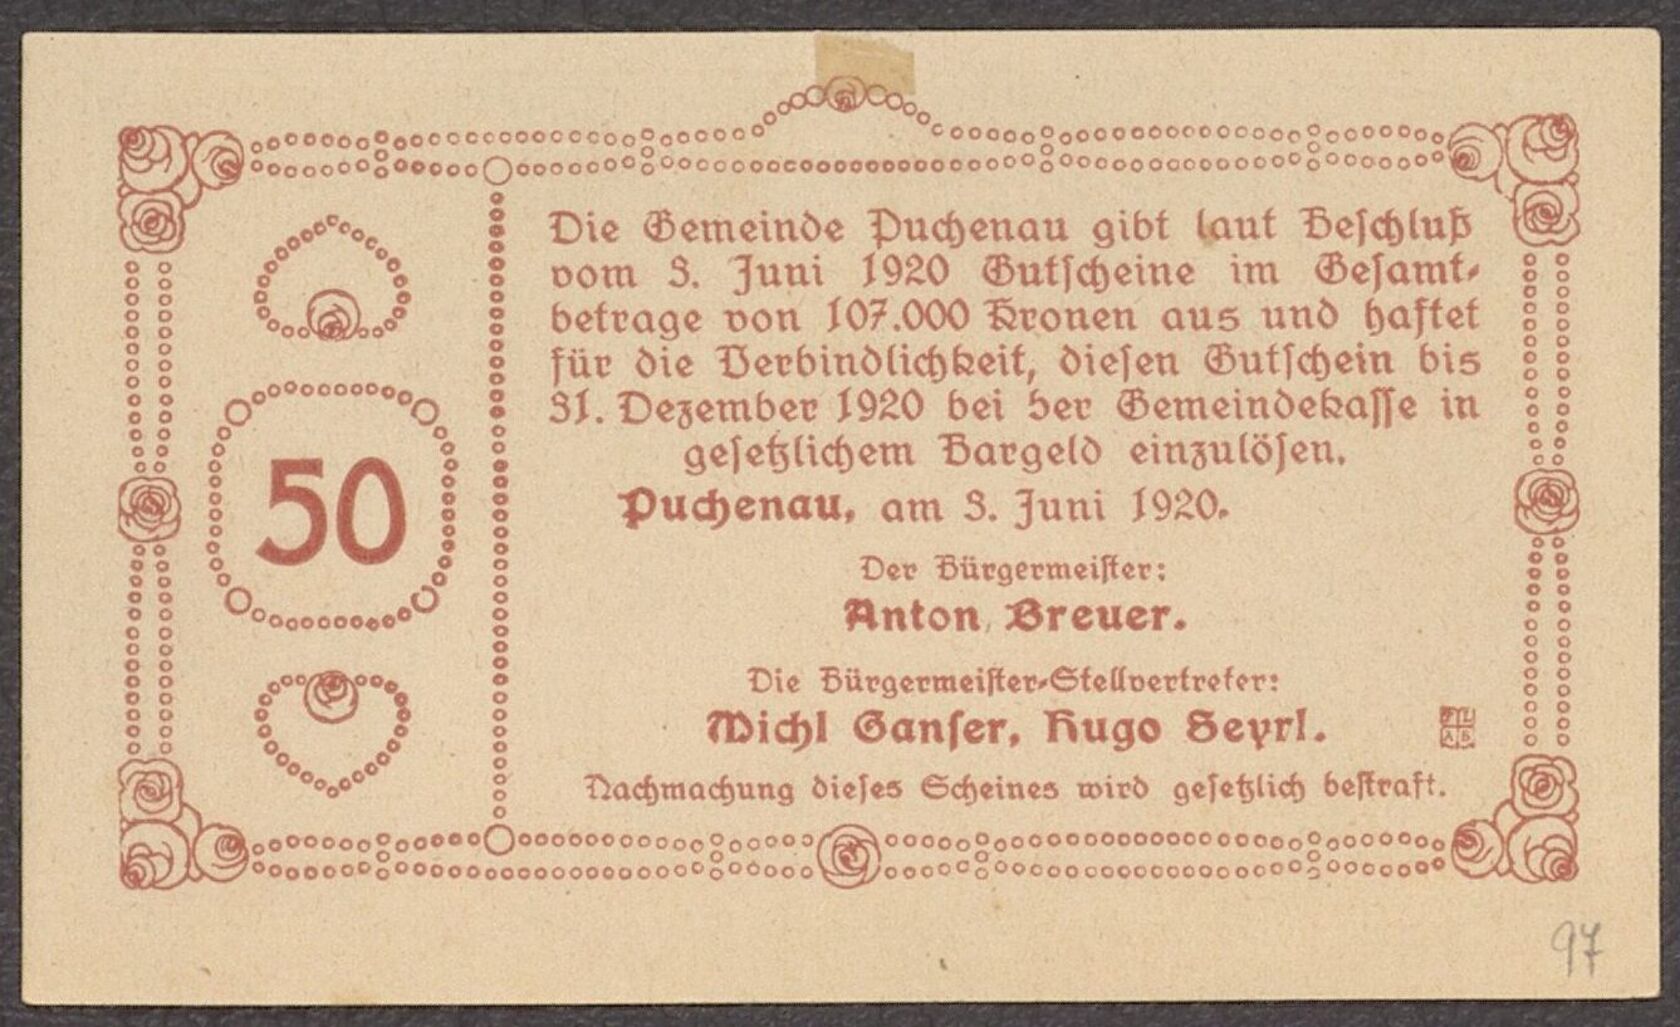 Die Gemeinde Puchenau gibt laut Beschluß
vom 3. Juni 1920 Gutscheine im Gesamt-
betrage von 107.000 Kronen aus und haftet
für die Verbindlichkeit, diesen Gutschein bis
31. Dezember 1920 bei der Gemeindekasse in
gesetzlichem Bargeld einzulösen.
Puchenau, am 3. Juni 1920.
50
Der Bürgermeister:
Anton Breuer.
Die Bürgermeister-Stellvertreter:
Michl Ganser, Hugo Seyrl.
Nachmachung dieses Scheines wird gesetzlich bestraft.
97